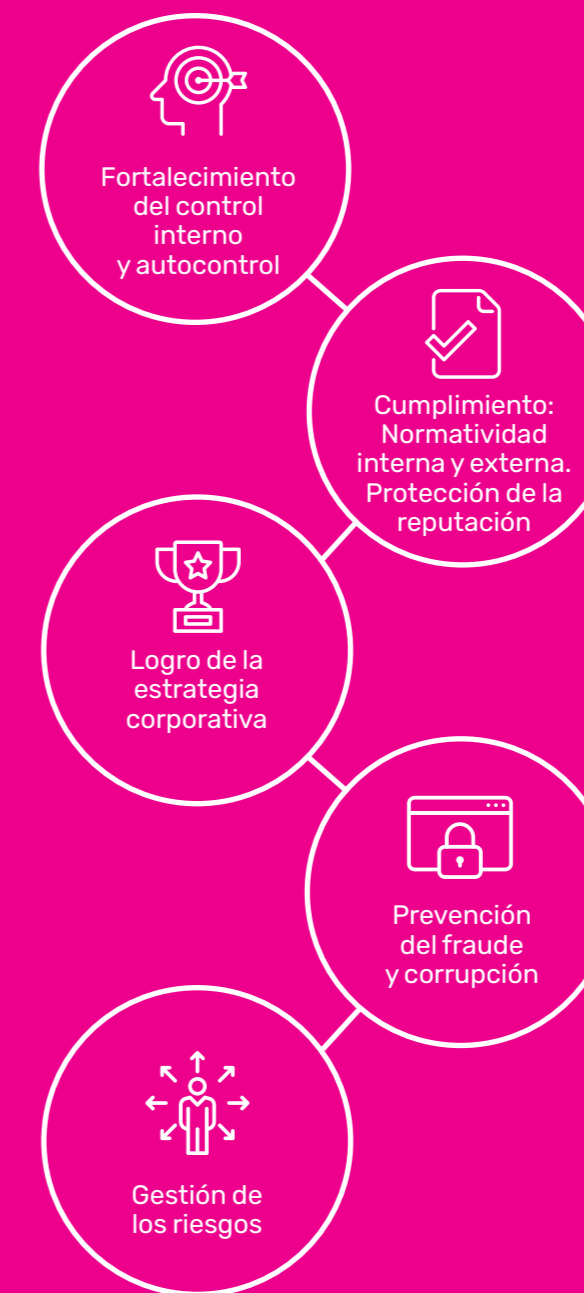 Fortalecimiento
del control
interno
y autocontrol
Cumplimiento:
Normatividad
interna y externa.
Protección de la
reputación
Logro de la
estrategia
corporativa
Prevención
del fraude
y corrupción
Gestión de
los riesgos